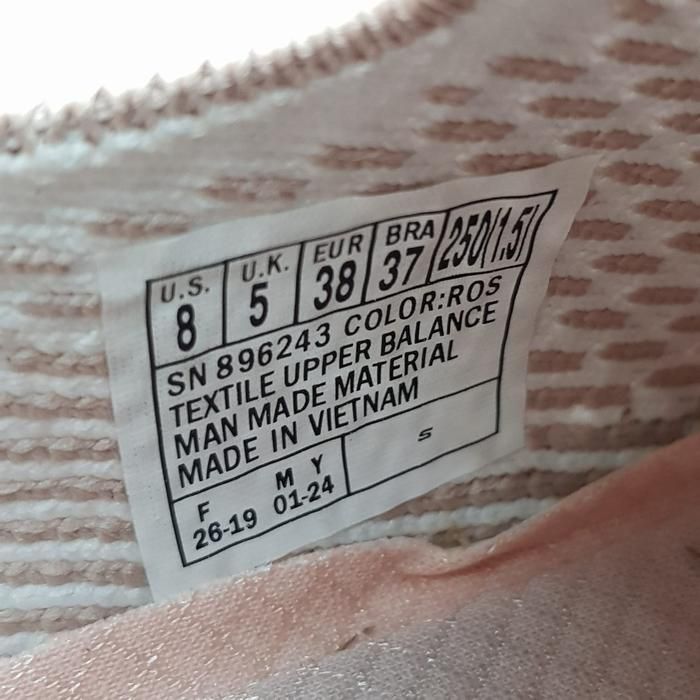 U.S. U.K. EUR BRA 250(1.5)
8 5 38 37
SN 896243 COLOR:ROS
TEXTILE UPPER BALANCE
MAN MADE MATERIAL
MADE IN VIETNAM
F M Y S
26-19 01-24